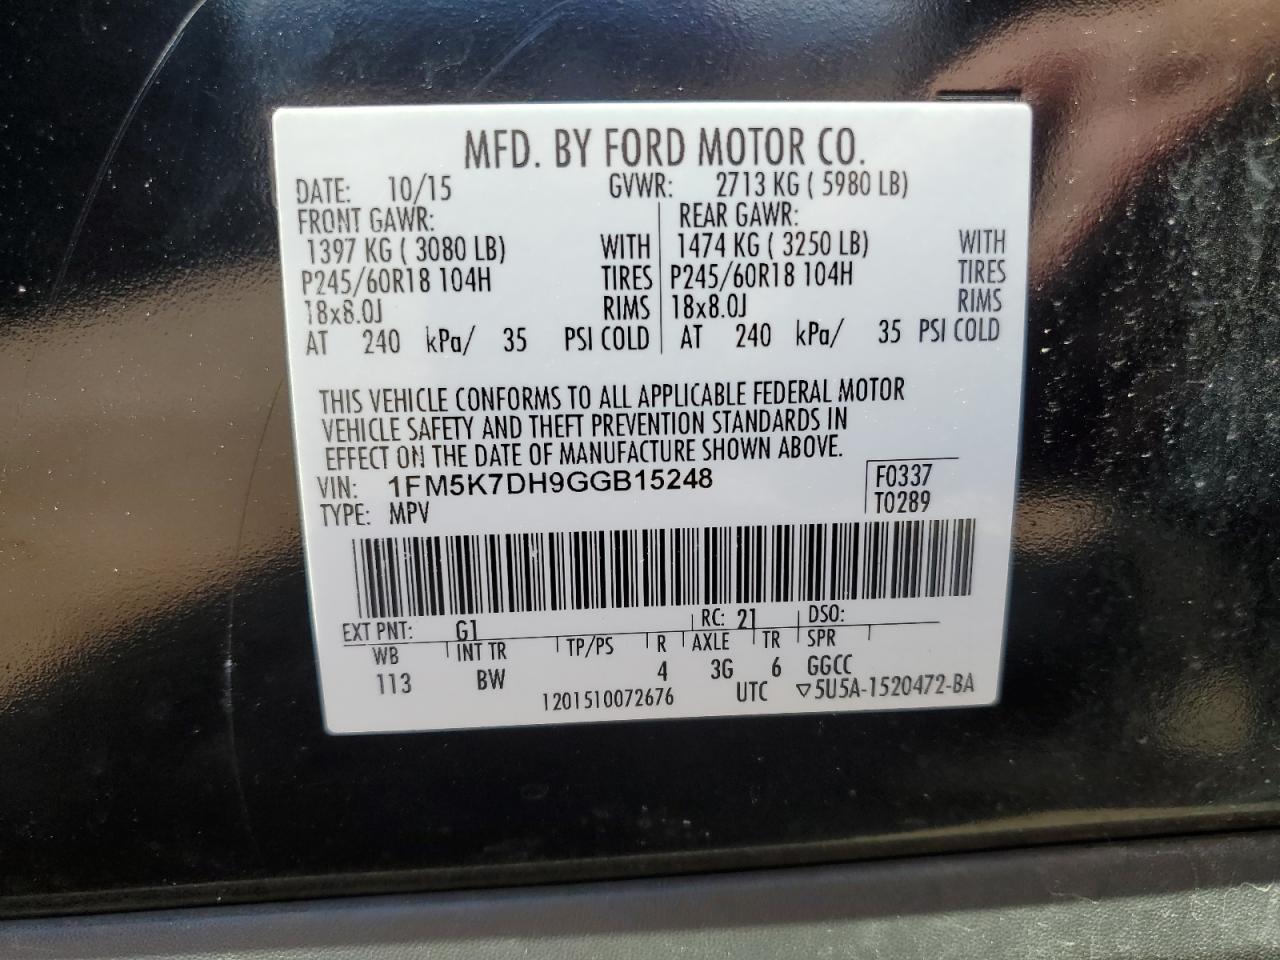 MFD. BY FORD MOTOR CO.
DATE: 10/15 GVWR: 2713 KG ( 5980 LB)
FRONT GAWR: REAR GAWR:
1397 KG ( 3080 LB) WITH 1474 KG ( 3250 LB) WITH
P245/60R18 104H TIRES P245/60R18 104H TIRES
18x8.0J RIMS 18x8.0J RIMS
AT 240 kPa/ 35 PSI COLD AT 240 kPa/ 35 PSI COLD
THIS VEHICLE CONFORMS TO ALL APPLICABLE FEDERAL MOTOR
VEHICLE SAFETY AND THEFT PREVENTION STANDARDS IN
EFFECT ON THE DATE OF MANUFACTURE SHOWN ABOVE.
VIN: 1FM5K7DH9GGB15248 F0337
TYPE: MPV T0289
EXT PNT: G1 RC: 21 DSO:
WB INT TR TP/PS R AXLE TR SPR
113 BW 4 3G 6 GGCC
1201510072676 UTC ▽5U5A-1520472-BA